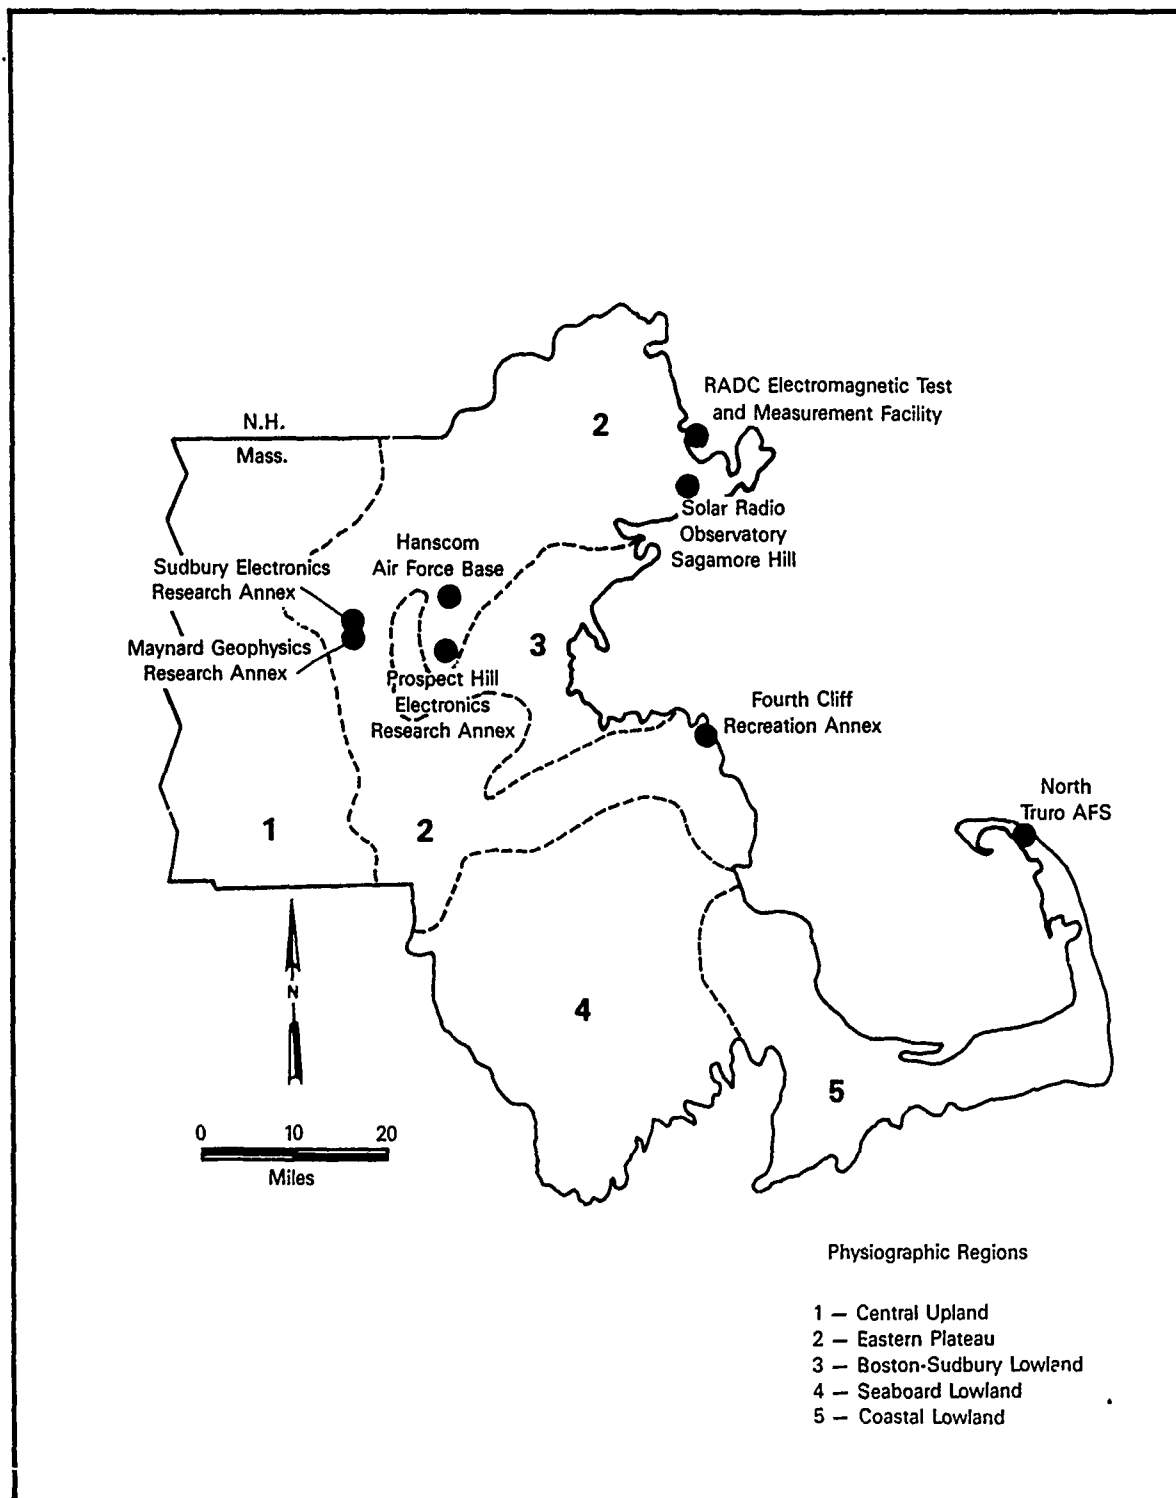 RADC Electromagnetic Test
and Measurement Facility
2
N.H.
Mass.
Solar Radio
Observatory
Sagamore Hill
Hanscom
Air Force Base
Sudbury Electronics
Research Annex
3
Maynard Geophysics
Research Annex
Prospect Hill
Electronics
Research Annex
Fourth Cliff
Recreation Annex
North
Truro AFS
1
2
N
4
5
0 10 20
Miles
Physiographic Regions
1 — Central Upland
2 — Eastern Plateau
3 — Boston-Sudbury Lowland
4 — Seaboard Lowland
5 — Coastal Lowland